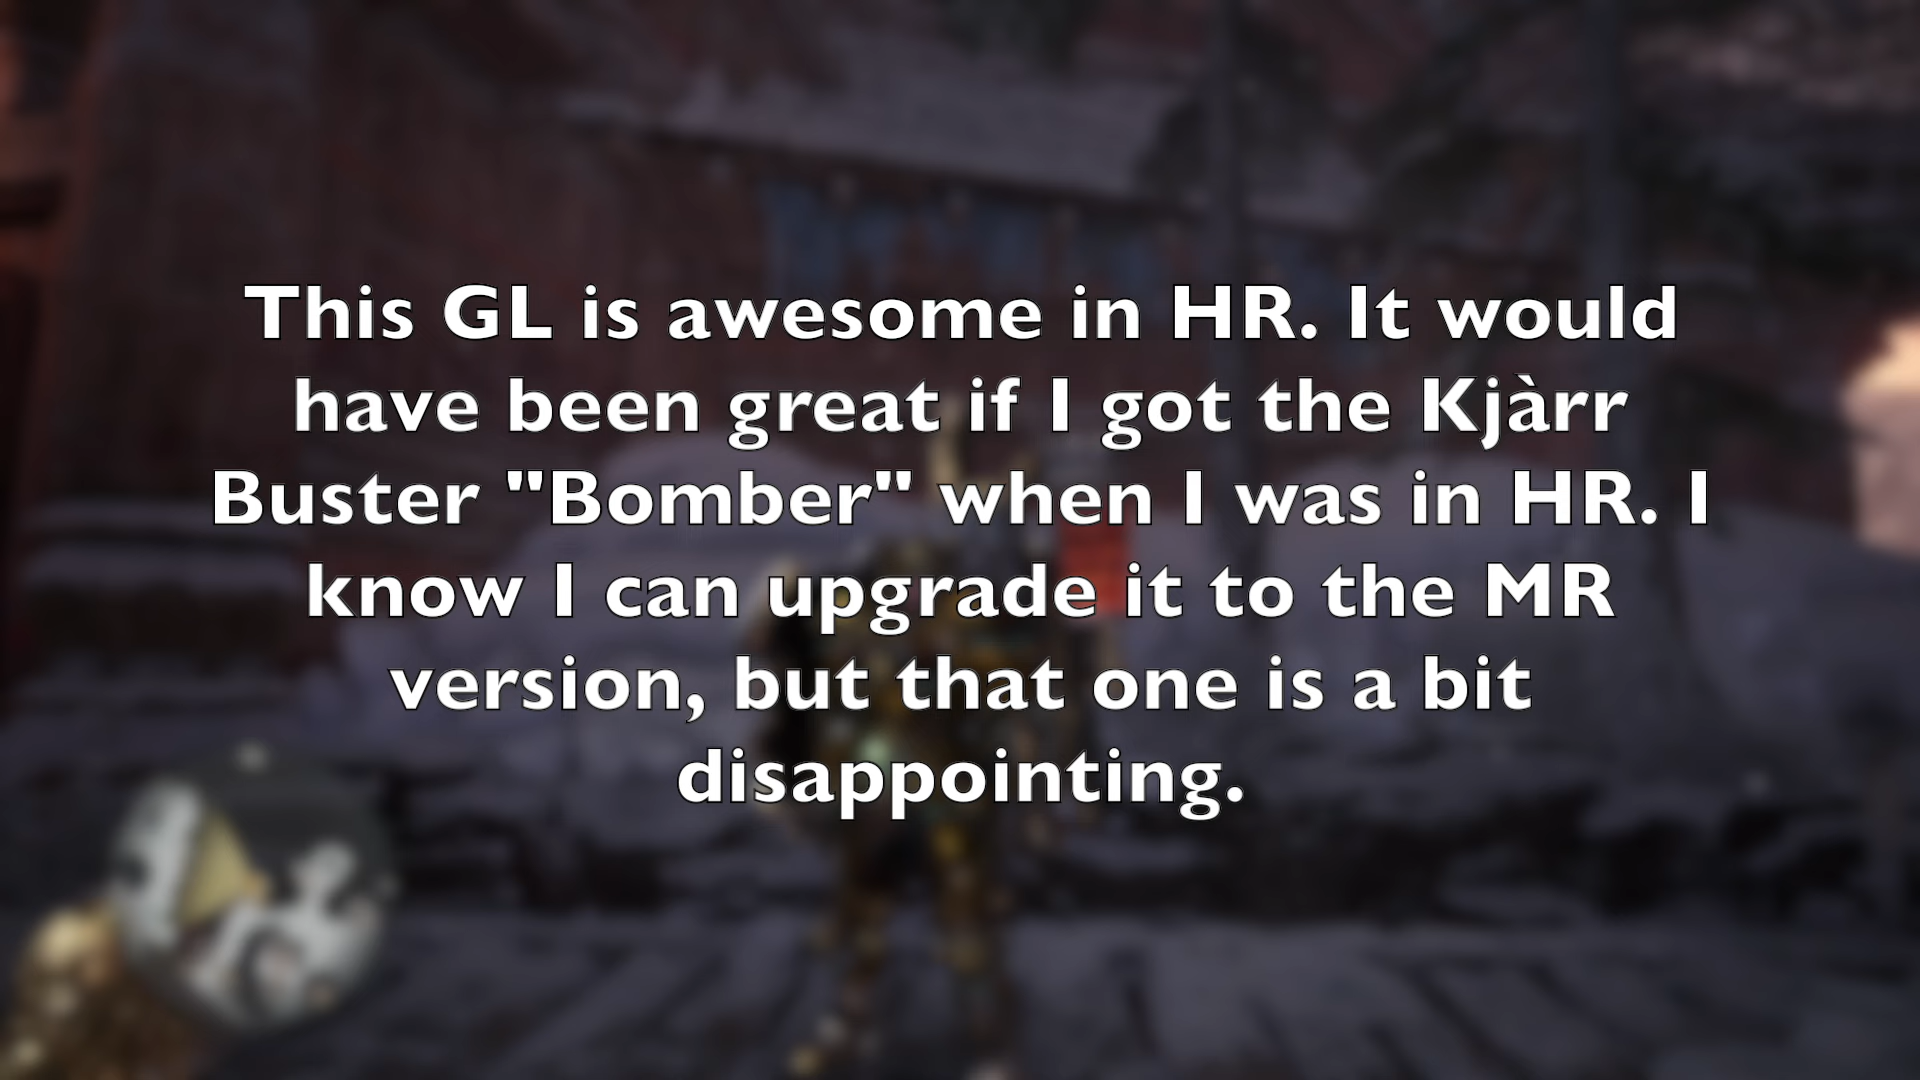 This GL is awesome in HR. It would
have been great if I got the Kjàrr
Buster "Bomber" when I was in HR. I
know I can upgrade it to the MR
version, but that one is a bit
disappointing.